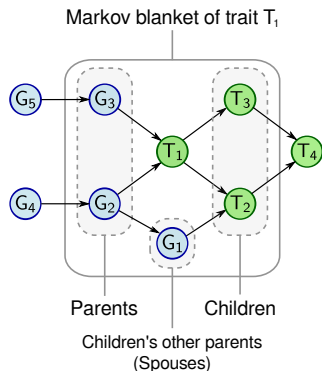 Markov blanket of trait T₁
G₅ G₃ T₃
T₁ T₄
G₄ G₂ T₂
G₁
Parents Children
Children's other parents
(Spouses)